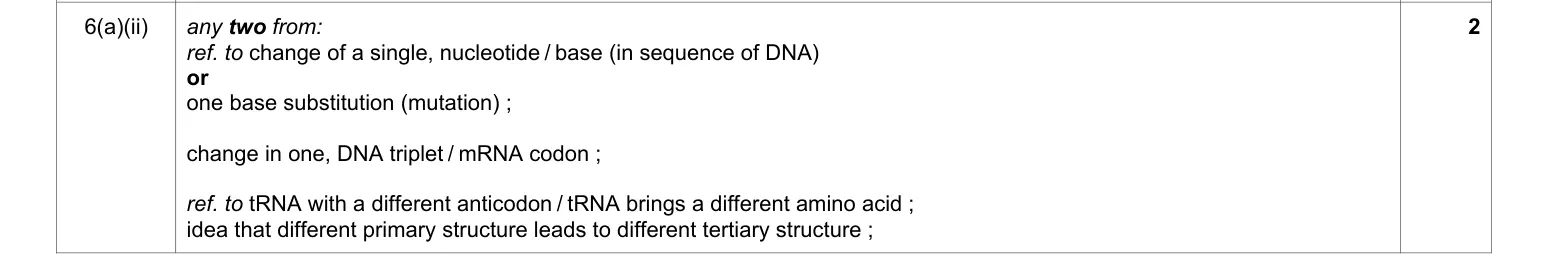 6(a)(ii) any two from: 2
ref. to change of a single, nucleotide / base (in sequence of DNA)
or
one base substitution (mutation) ;
change in one, DNA triplet / mRNA codon ;
ref. to tRNA with a different anticodon / tRNA brings a different amino acid ;
idea that different primary structure leads to different tertiary structure ;